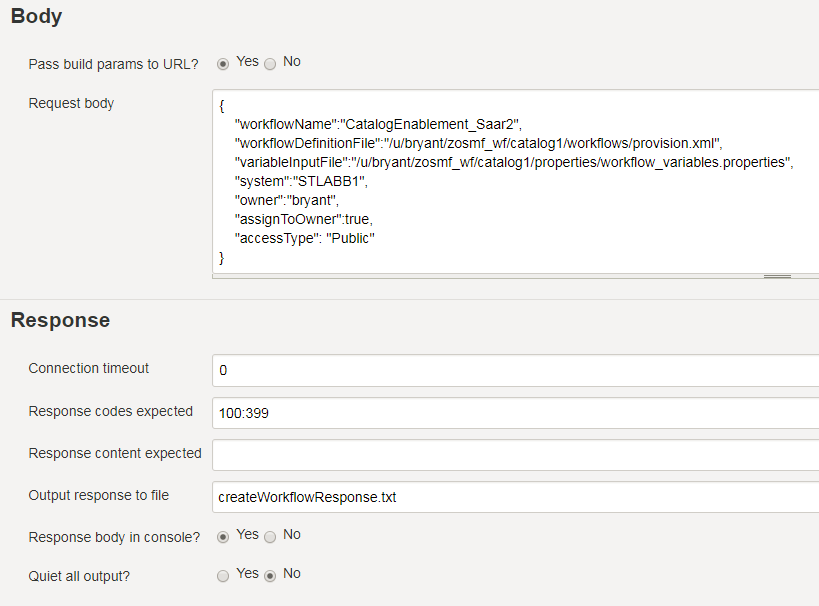 Body
Pass build params to URL? Yes No
Request body
{
"workflowName":"CatalogEnablement_Saar2",
"workflowDefinitionFile":"/u/bryant/zosmf_wf/catalog1/workflows/provision.xml",
"variableInputFile":"/u/bryant/zosmf_wf/catalog1/properties/workflow_variables.properties",
"system":"STLABB1",
"owner":"bryant",
"assignToOwner":true,
"accessType": "Public"
}
Response
Connection timeout 0
Response codes expected 100:399
Response content expected
Output response to file createWorkflowResponse.txt
Response body in console? Yes No
Quiet all output? Yes No